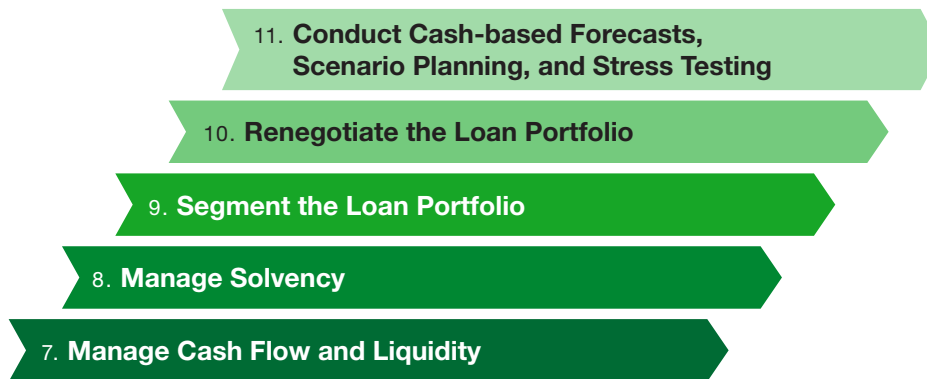 11. Conduct Cash-based Forecasts,
Scenario Planning, and Stress Testing
10. Renegotiate the Loan Portfolio
9. Segment the Loan Portfolio
8. Manage Solvency
7. Manage Cash Flow and Liquidity